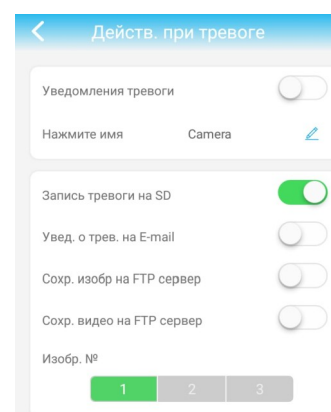 Действ. при тревоге
Уведомления тревоги
Нажмите имя Camera
Запись тревоги на SD
Увед. о трев. на E-mail
Сохр. изобр на FTP сервер
Сохр. видео на FTP сервер
Изобр. №
1 2 3